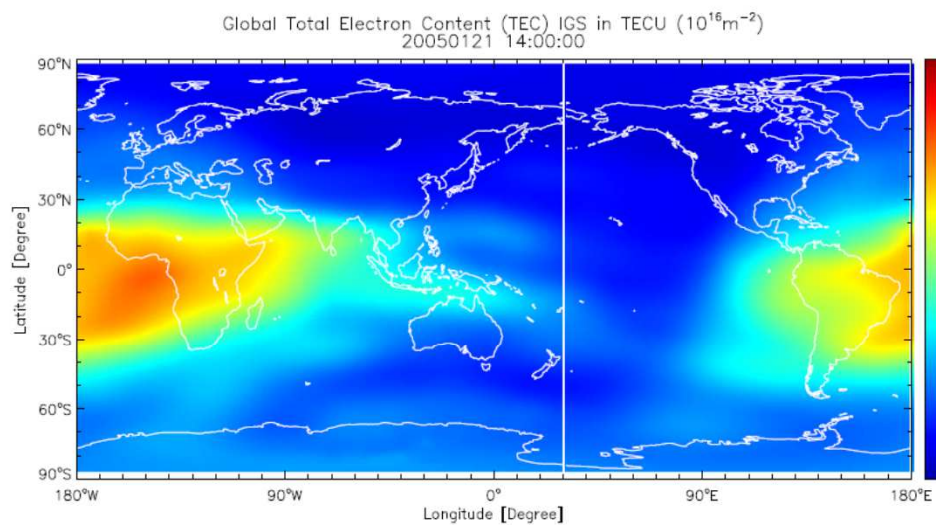 Global Total Electron Content (TEC) IGS in TECU (10¹⁶m⁻²)
20050121 14:00:00
90°N
60°N
30°N
0°
30°S
60°S
90°S
Latitude [Degree]
180°W 90°W 0° 90°E 180°E
Longitude [Degree]